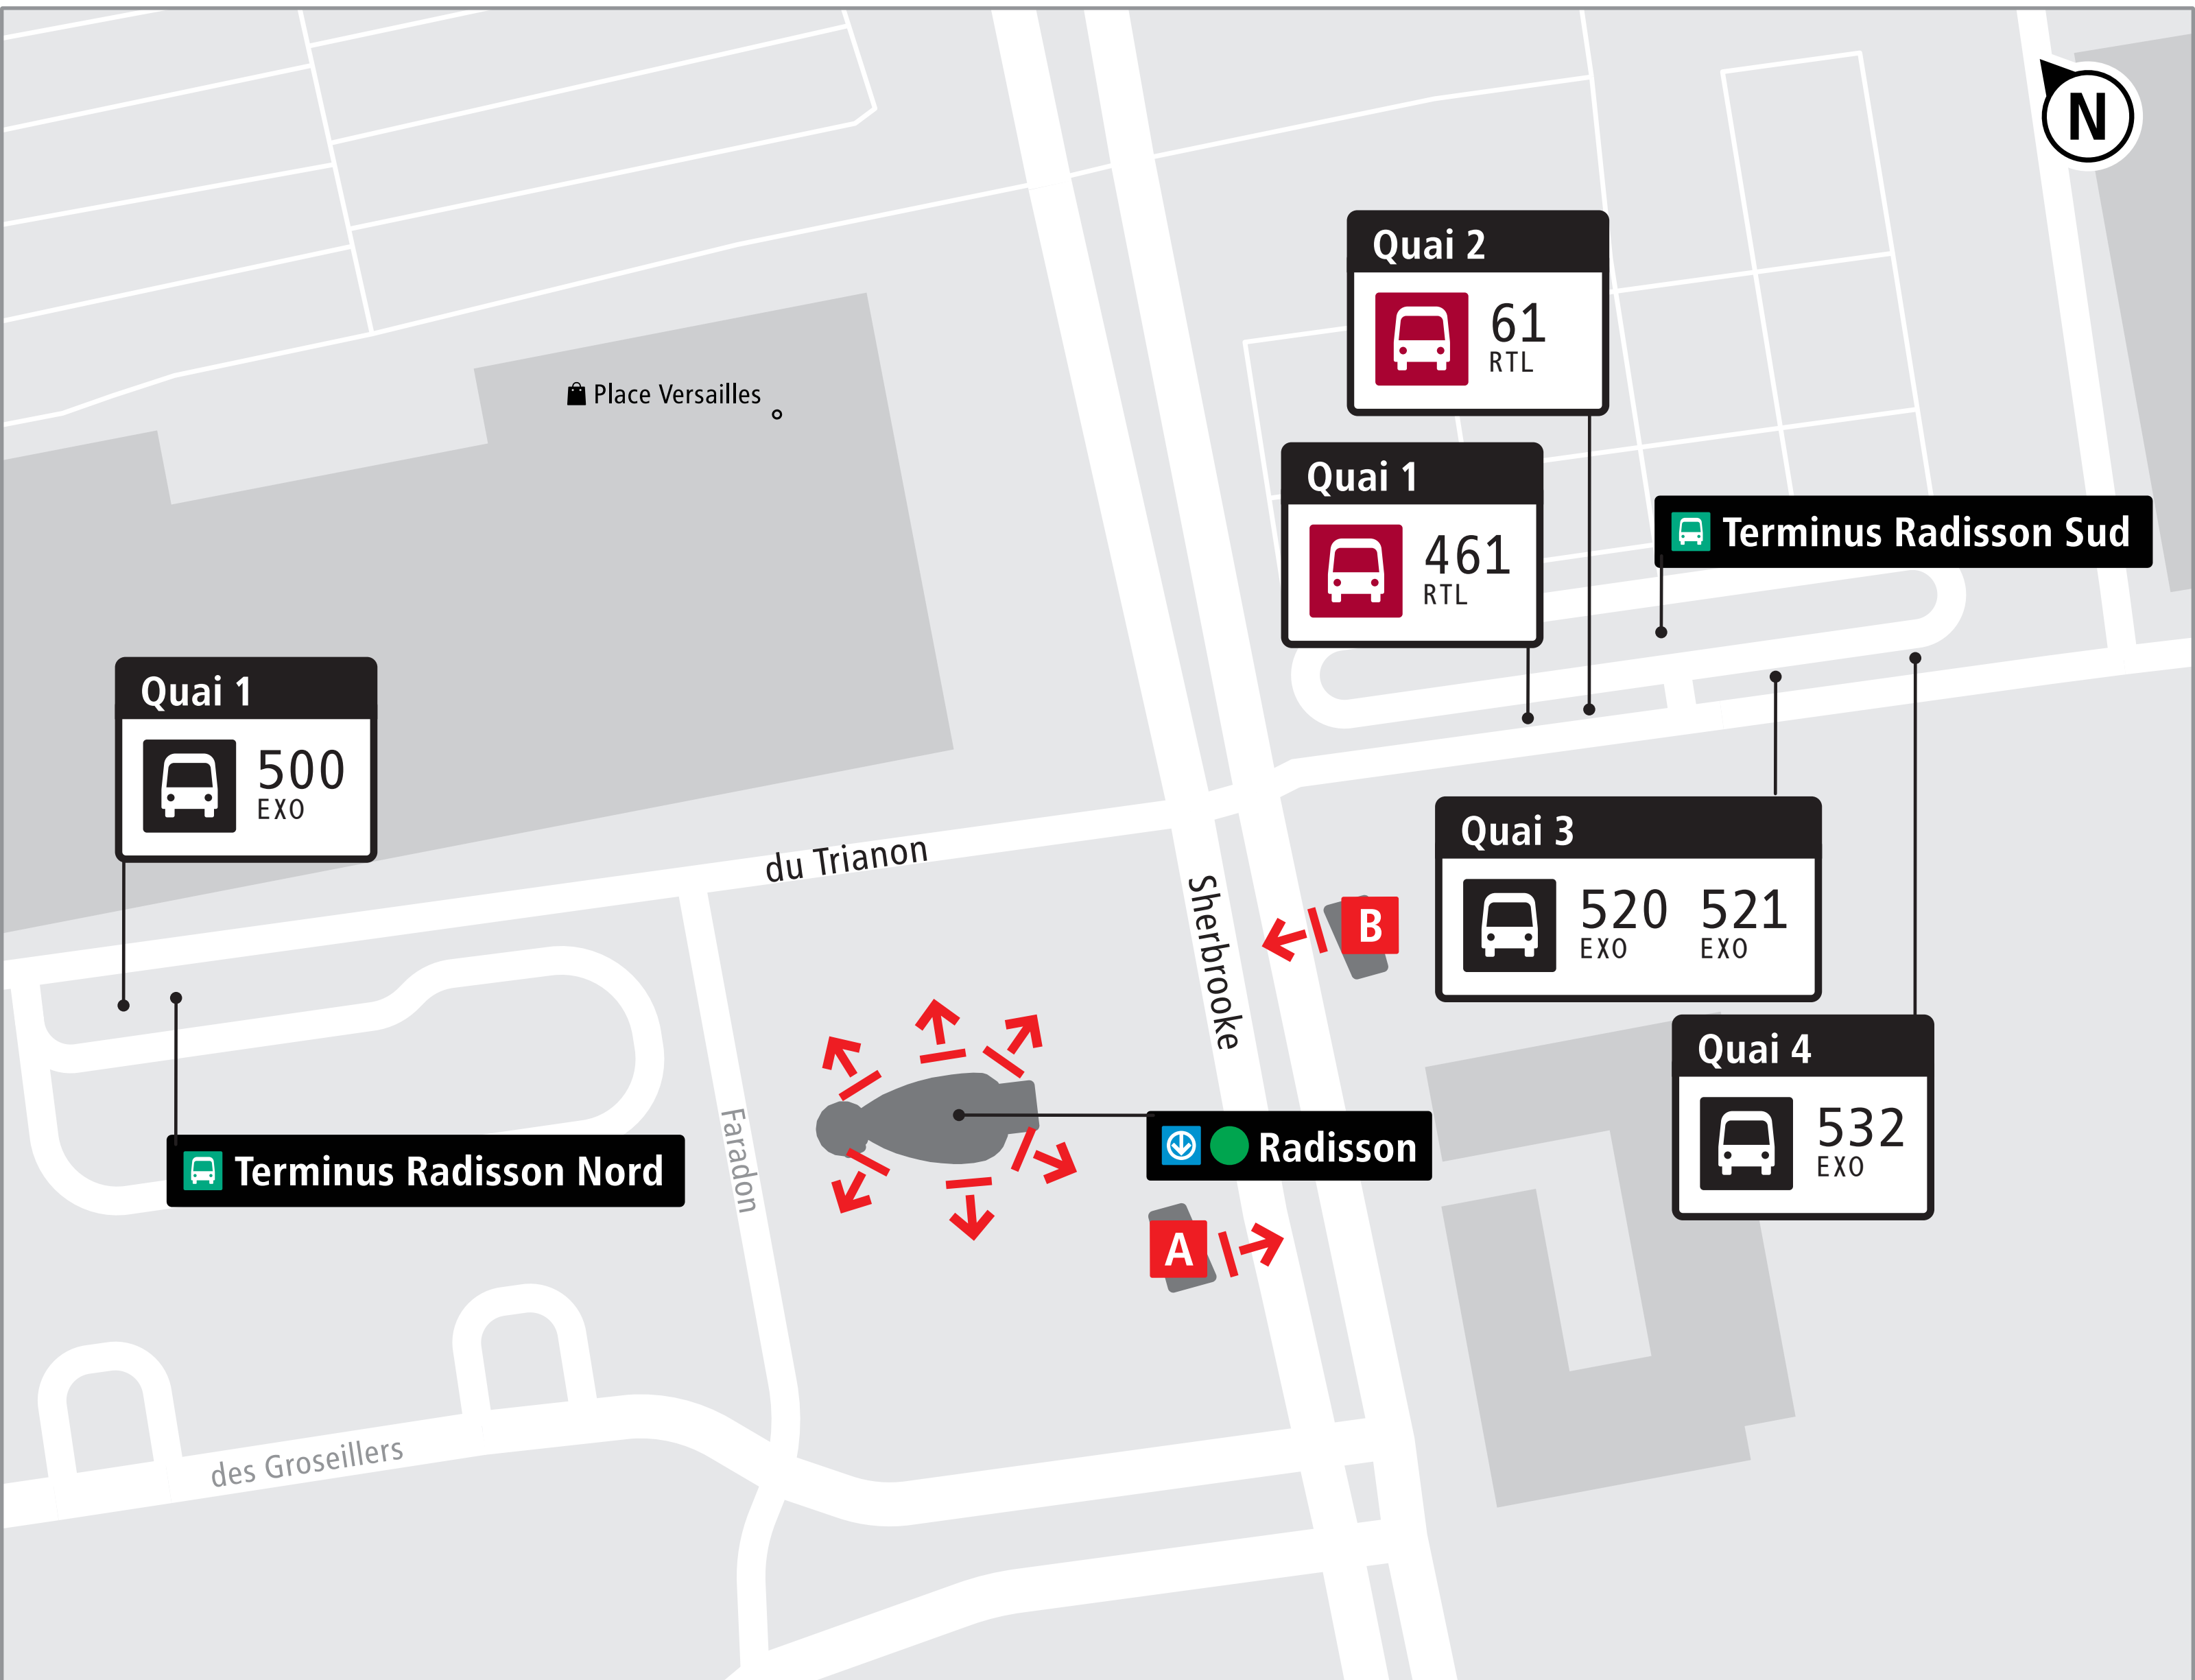 N
Quai 2
61
RTL
Place Versailles
Quai 1
461
RTL
Terminus Radisson Sud
Quai 1
500
EXO
du Trianon
Sherbrooke
B
Quai 3
520 521
EXO EXO
Quai 4
532
EXO
Radisson
Terminus Radisson Nord
Faradon
A
des Groseillers